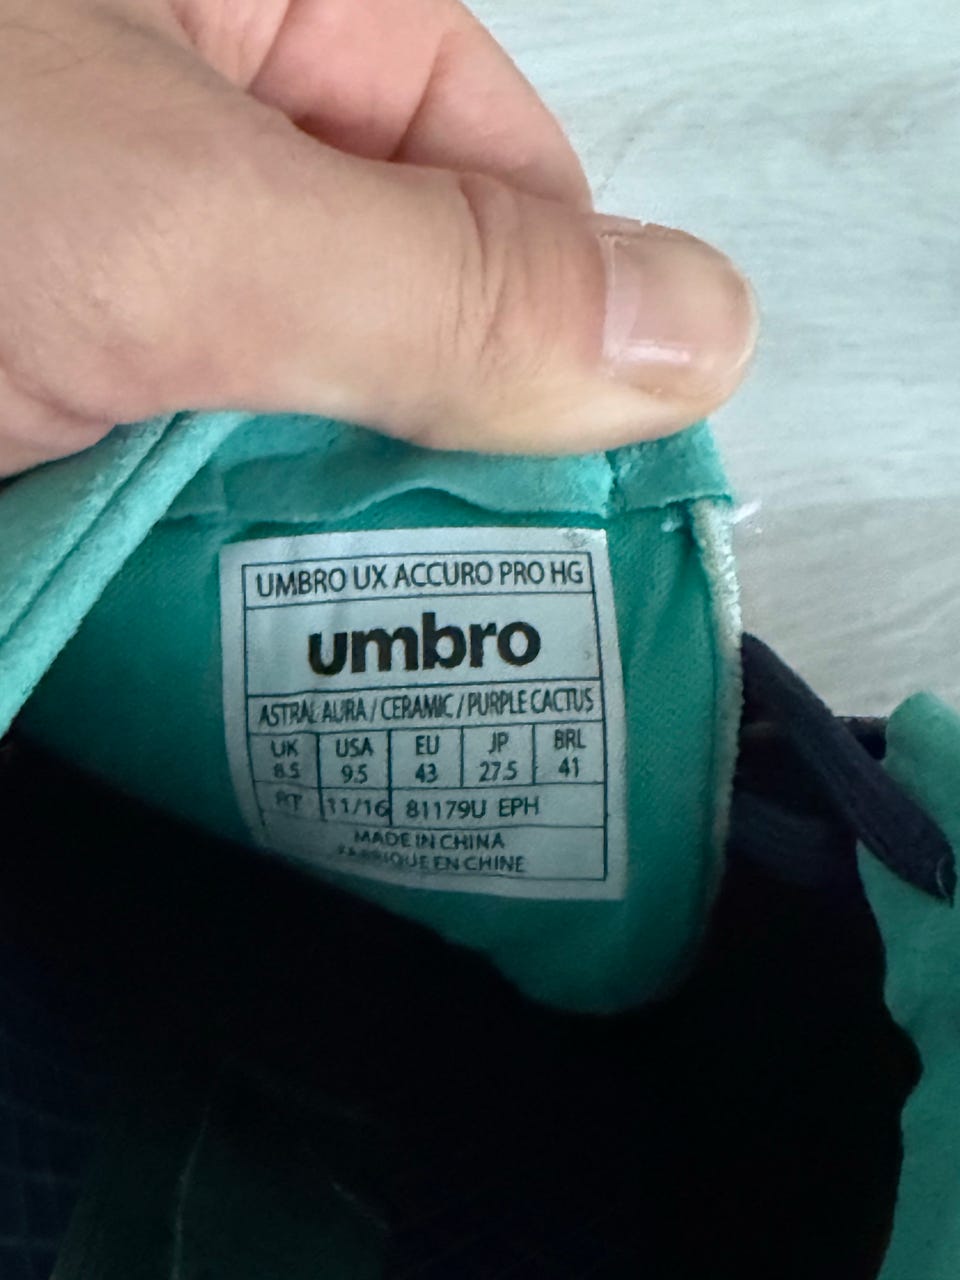 UMBRO UX ACCURO PRO HG
umbro
ASTRAL AURA / CERAMIC / PURPLE CACTUS
UK USA EU JP BRL
8.5 9.5 43 27.5 41
RT 11/16 81179U EPH
MADE IN CHINA
FABRIQUE EN CHINE